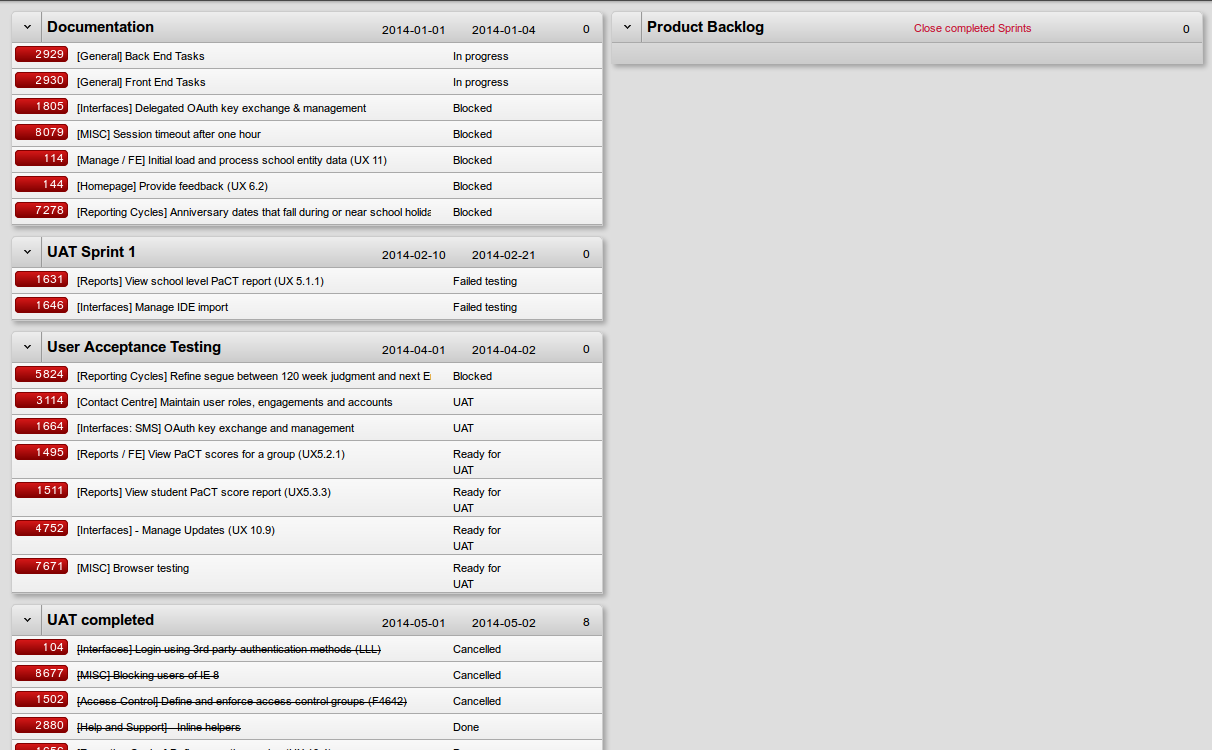 Documentation 2014-01-01 2014-01-04 0
2929 [General] Back End Tasks In progress
2930 [General] Front End Tasks In progress
1805 [Interfaces] Delegated OAuth key exchange & management Blocked
8079 [MISC] Session timeout after one hour Blocked
114 [Manage / FE] Initial load and process school entity data (UX 11) Blocked
144 [Homepage] Provide feedback (UX 6.2) Blocked
7278 [Reporting Cycles] Anniversary dates that fall during or near school holida Blocked
UAT Sprint 1 2014-02-10 2014-02-21 0
1631 [Reports] View school level PaCT report (UX 5.1.1) Failed testing
1646 [Interfaces] Manage IDE import Failed testing
User Acceptance Testing 2014-04-01 2014-04-02 0
5824 [Reporting Cycles] Refine segue between 120 week judgment and next Blocked
3114 [Contact Centre] Maintain user roles, engagements and accounts UAT
1664 [Interfaces: SMS] OAuth key exchange and management UAT
1495 [Reports / FE] View PaCT scores for a group (UX5.2.1) Ready for
UAT
1511 [Reports] View student PaCT score report (UX5.3.3) Ready for
UAT
4752 [Interfaces] - Manage Updates (UX 10.9) Ready for
UAT
7671 [MISC] Browser testing Ready for
UAT
UAT completed 2014-05-01 2014-05-02 8
104 [Interfaces] Login using 3rd party authentication methods (LLL) Cancelled
8677 [MISC] Blocking users of IE 8 Cancelled
1502 [Access Control] Define and enforce access control groups (F4642) Cancelled
2880 [Help and Support] - Inline helpers Done
Product Backlog Close completed Sprints 0